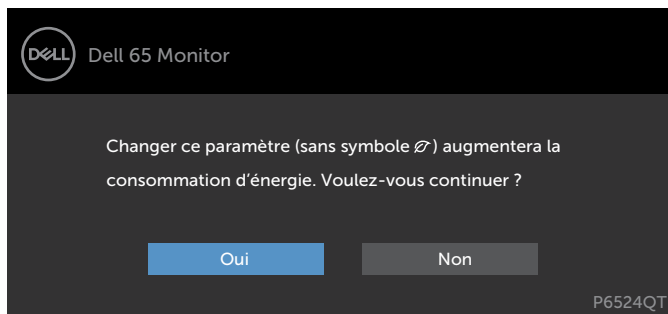 DELL
Dell 65 Monitor
Changer ce paramètre (sans symbole ) augmentera la
consommation d’énergie. Voulez-vous continuer ?
Oui
Non
P6524QT